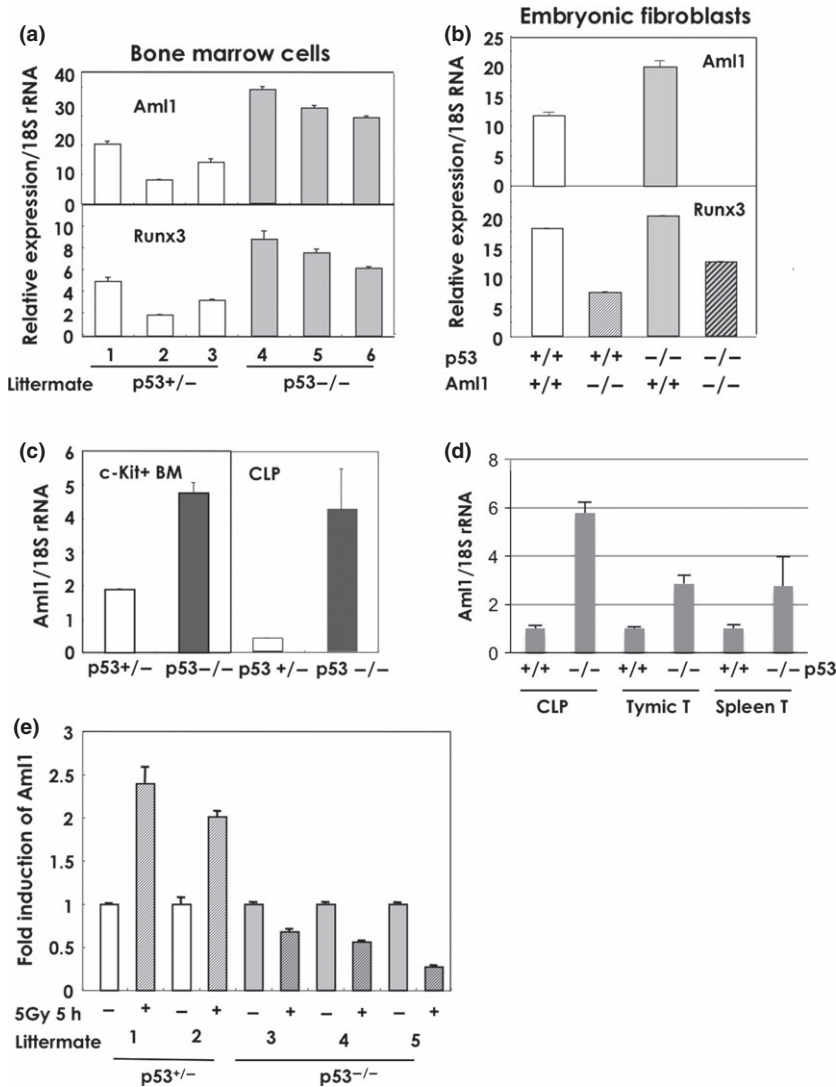 (a)
Bone marrow cells
Relative expression/18S rRNA
40
30
20
10
0
Aml1
10
8
6
4
2
0
Runx3
1 2 3 4 5 6
Littermate p53+/− p53−/−
(b)
Embryonic fibroblasts
Relative expression/18S RNA
25
20
15
10
5
0
Aml1
20
15
10
5
0
Runx3
p53 +/+ +/+ −/− −/−
Aml1 +/+ −/− +/+ −/−
(c)
Aml1/18S rRNA
6
5
4
3
2
1
0
c-Kit+ BM CLP
p53+/− p53−/− p53 +/− p53 −/−
(d)
Aml1/18S rRNA
8
6
4
2
0
+/+ −/− +/+ −/− +/+ −/− p53
CLP Tymic T Spleen T
(e)
Fold induction of Aml1
3
2.5
2
1.5
1
0.5
0
5Gy 5 h − + − + − + − + − +
Littermate 1 2 3 4 5
p53+/− p53−/−